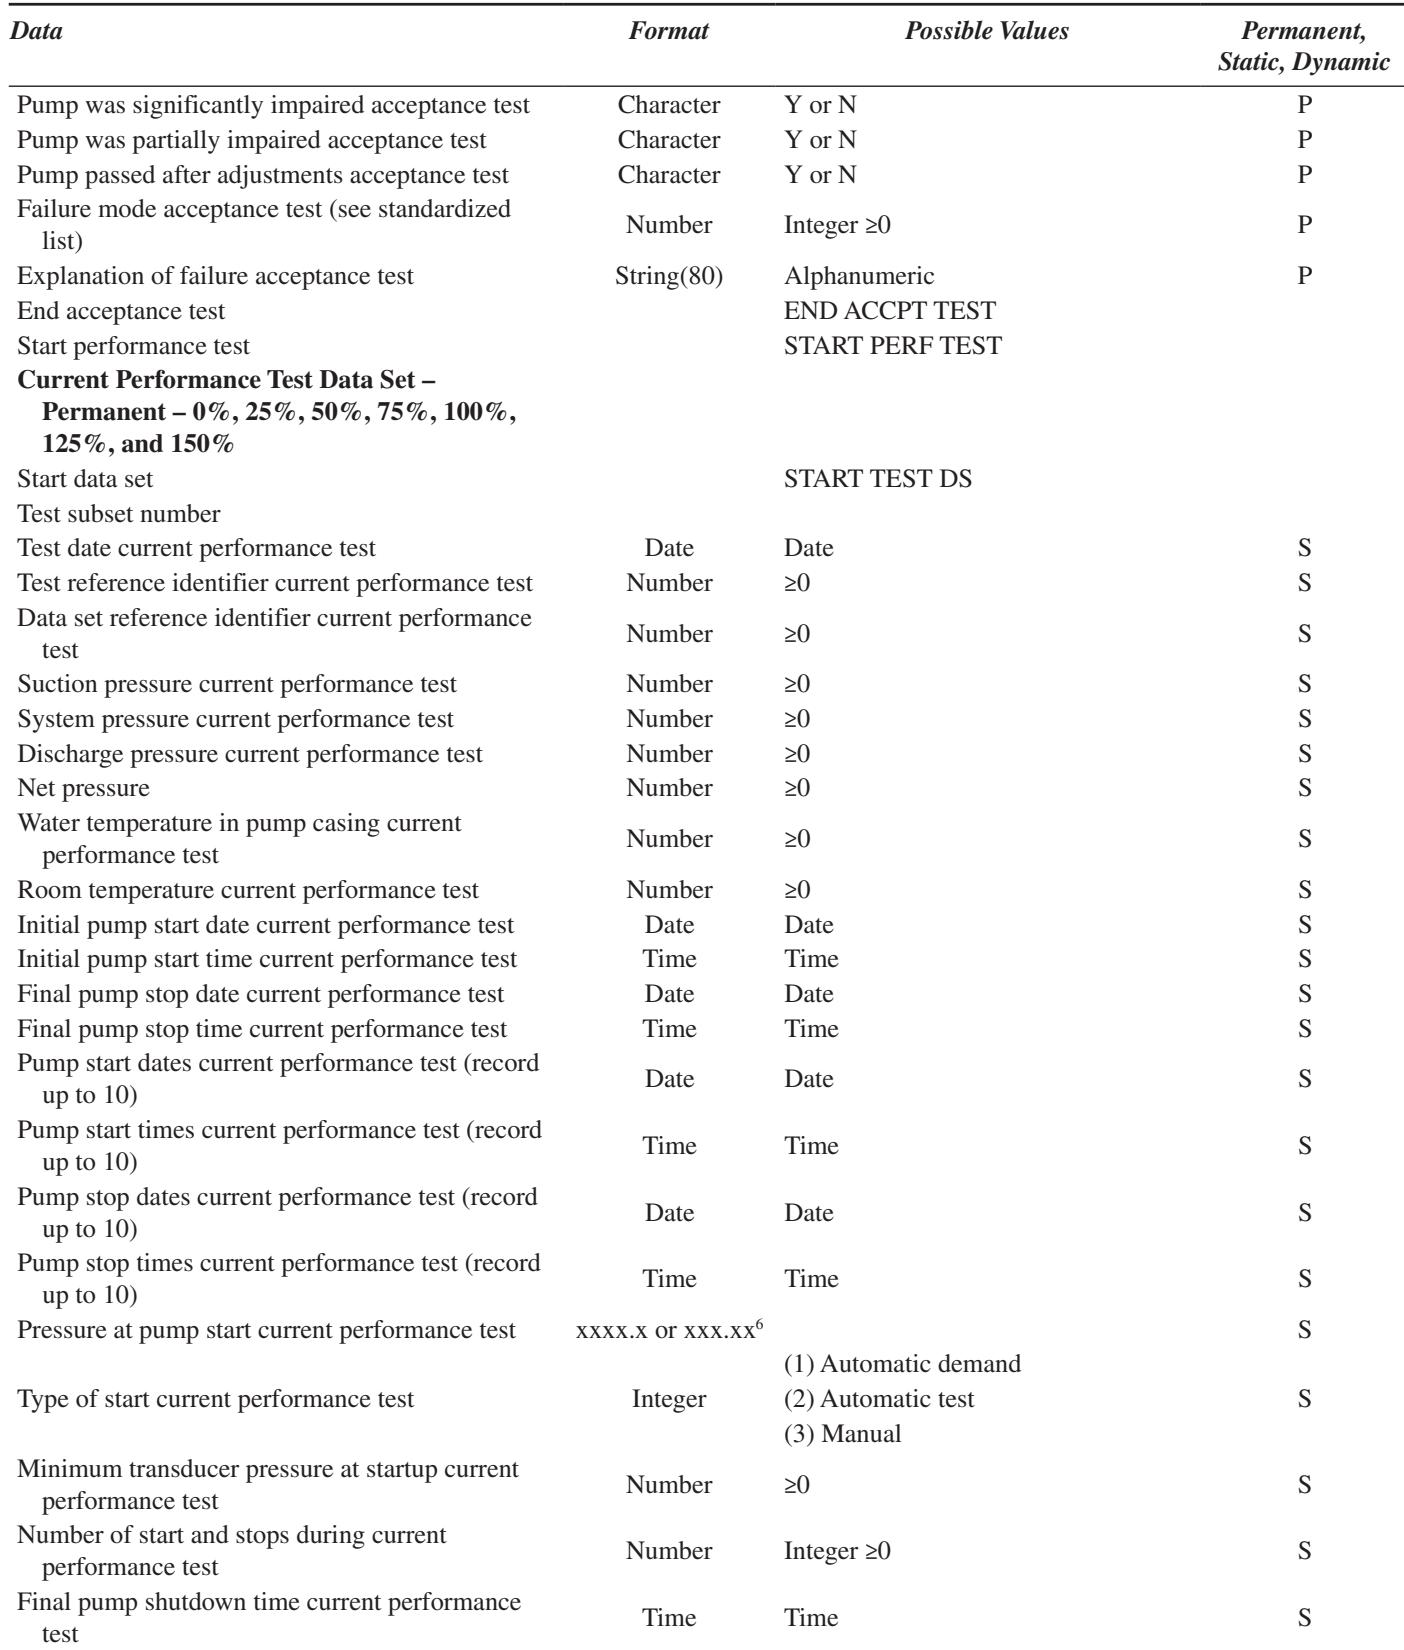 Data Format Possible Values Permanent,
Static, Dynamic
Pump was significantly impaired acceptance test Character Y or N P
Pump was partially impaired acceptance test Character Y or N P
Pump passed after adjustments acceptance test Character Y or N P
Failure mode acceptance test (see standardized
list) Number Integer ≥0 P
Explanation of failure acceptance test String(80) Alphanumeric P
End acceptance test END ACCPT TEST
Start performance test START PERF TEST
Current Performance Test Data Set –
Permanent – 0%, 25%, 50%, 75%, 100%,
125%, and 150%
Start data set START TEST DS
Test subset number
Test date current performance test Date Date S
Test reference identifier current performance test Number ≥0 S
Data set reference identifier current performance
test Number ≥0 S
Suction pressure current performance test Number ≥0 S
System pressure current performance test Number ≥0 S
Discharge pressure current performance test Number ≥0 S
Net pressure Number ≥0 S
Water temperature in pump casing current
performance test Number ≥0 S
Room temperature current performance test Number ≥0 S
Initial pump start date current performance test Date Date S
Initial pump start time current performance test Time Time S
Final pump stop date current performance test Date Date S
Final pump stop time current performance test Time Time S
Pump start dates current performance test (record
up to 10) Date Date S
Pump start times current performance test (record
up to 10) Time Time S
Pump stop dates current performance test (record
up to 10) Date Date S
Pump stop times current performance test (record
up to 10) Time Time S
Pressure at pump start current performance test xxxx.x or xxx.xx⁶ S
(1) Automatic demand
Type of start current performance test Integer (2) Automatic test S
(3) Manual
Minimum transducer pressure at startup current
performance test Number ≥0 S
Number of start and stops during current
performance test Number Integer ≥0 S
Final pump shutdown time current performance
test Time Time S